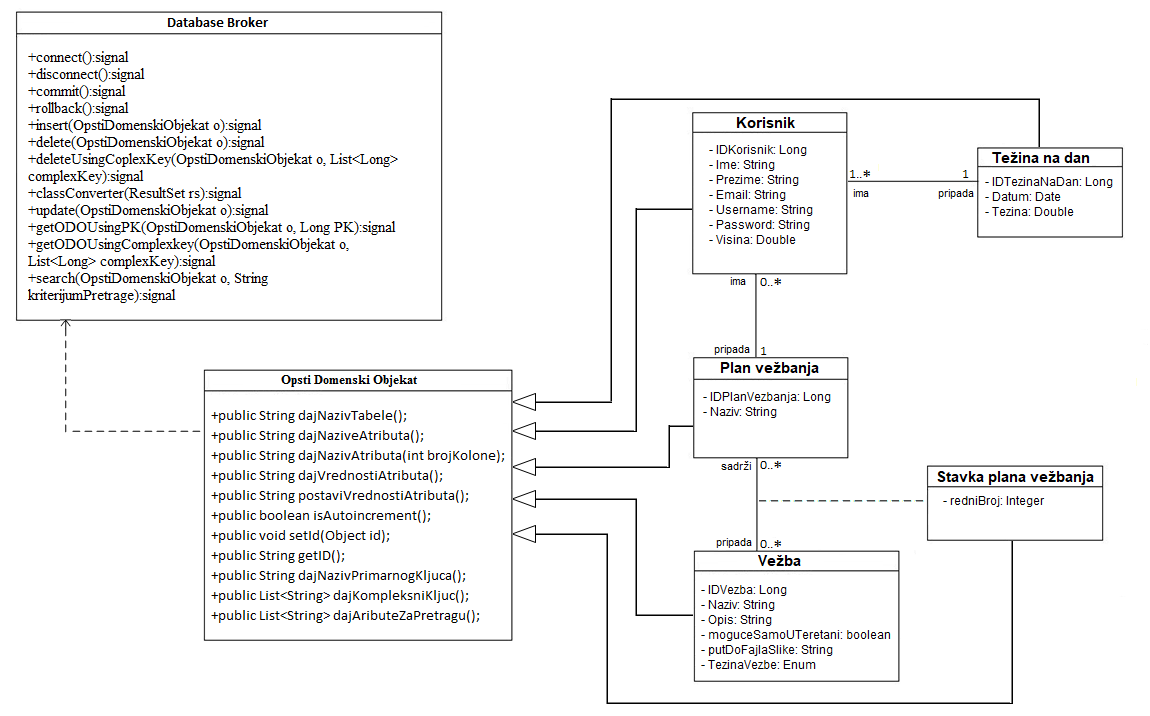 Database Broker
+connect():signal
+disconnect():signal
+commit():signal
+rollback():signal
+insert(OpstiDomenskiObjekat o):signal
+delete(OpstiDomenskiObjekat o):signal
+deleteUsingCoplexKey(OpstiDomenskiObjekat o, List<Long>
complexKey):signal
+classConverter(ResultSet rs):signal
+update(OpstiDomenskiObjekat o):signal
+getODOUsingPK(OpstiDomenskiObjekat o, Long PK):signal
+getODOUsingComplexkey(OpstiDomenskiObjekat o,
List<Long> complexKey):signal
+search(OpstiDomenskiObjekat o, String
kriterijumPretrage):signal
Korisnik
- IDKorisnik: Long
- Ime: String
- Prezime: String
- Email: String
- Username: String
- Password: String
- Visina: Double
1..*
ima
1
pripada
Težina na dan
- IDTezinaNaDan: Long
- Datum: Date
- Tezina: Double
ima
0..*
pripada
1
Opsti Domenski Objekat
+public String dajNazivTabele();
+public String dajNaziveAtributa();
+public String dajNazivAtributa(int brojKolone);
+public String dajVrednostiAtributa();
+public String postaviVrednostiAtributa();
+public boolean isAutoincrement();
+public void setId(Object id);
+public String getID();
+public String dajNazivPrimarnogKljuca();
+public List<String> dajKompleksniKljuc();
+public List<String> dajAributeZaPretragu();
Plan vežbanja
- IDPlanVezbanja: Long
- Naziv: String
sadrži
0..*
Stavka plana vežbanja
- redniBroj: Integer
pripada
0..*
Vežba
- IDVezba: Long
- Naziv: String
- Opis: String
- moguceSamoUTeretani: boolean
- putDoFajlaSlike: String
- TezinaVezbe: Enum